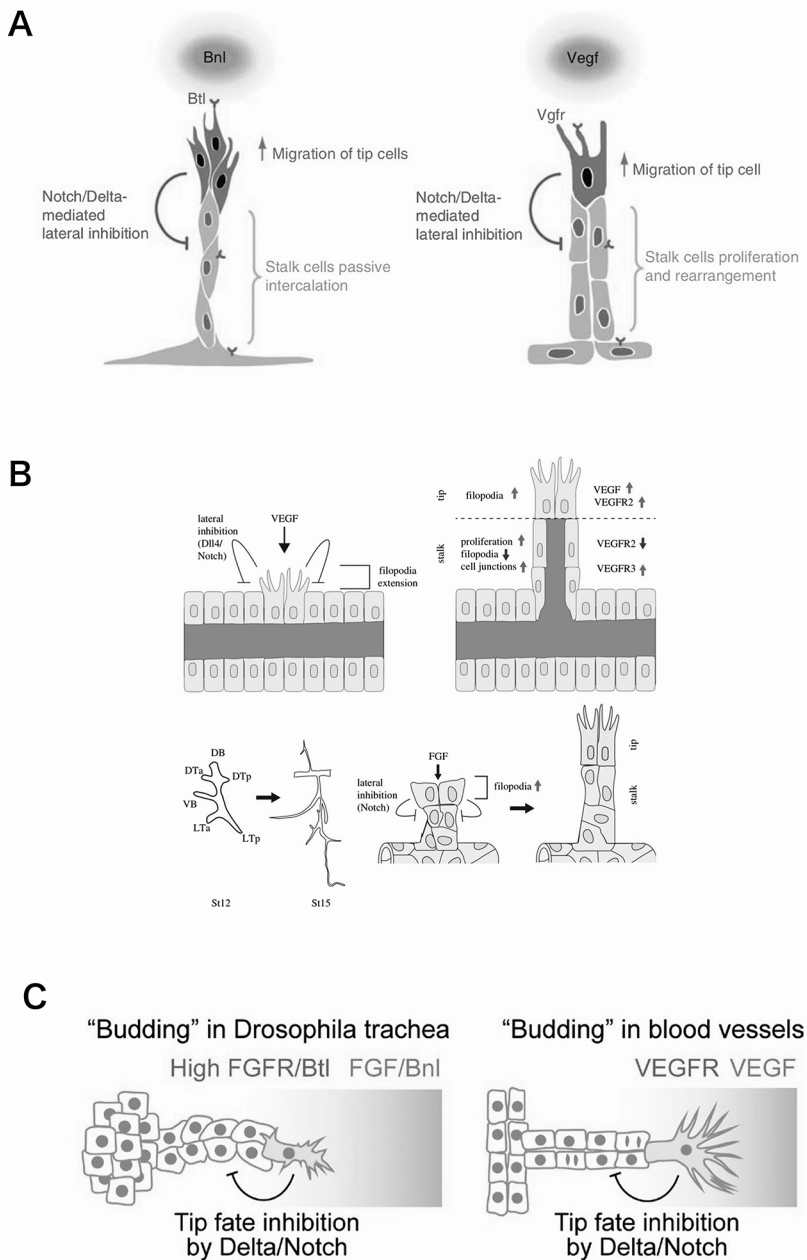 A
Bnl
Btl
Migration of tip cells
Notch/Delta-
mediated
lateral inhibition
Stalk cells passive
intercalation
Vegf
Vgfr
Migration of tip cell
Notch/Delta-
mediated
lateral inhibition
Stalk cells proliferation
and rearrangement
B
lateral
inhibition
(Dll4/
Notch)
VEGF
filopodia
extension
tip
filopodia
VEGF
VEGFR2
stalk
proliferation
filopodia
cell junctions
VEGFR2
VEGFR3
DB
DTa
DTp
VB
LTa
LTp
St12
St15
FGF
lateral
inhibition
(Notch)
filopodia
tip
stalk
C
“Budding” in Drosophila trachea
High FGFR/Btl FGF/Bnl
Tip fate inhibition
by Delta/Notch
“Budding” in blood vessels
VEGFR VEGF
Tip fate inhibition
by Delta/Notch